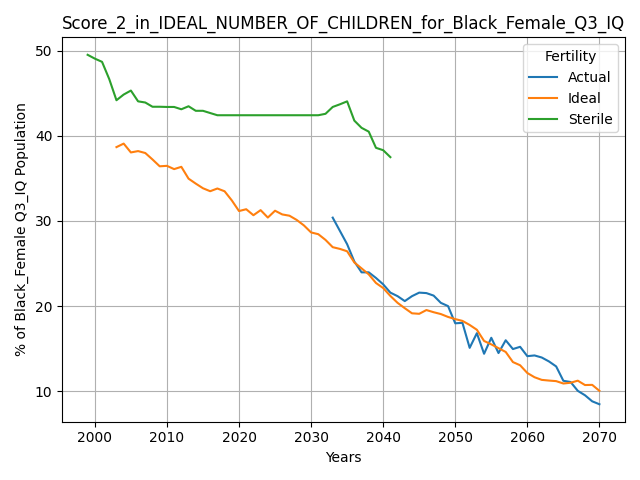 Score_2_in_IDEAL_NUMBER_OF_CHILDREN_for_Black_Female_Q3_IQ
Fertility
Actual
Ideal
Sterile
% of Black_Female Q3_IQ Population
50
40
30
20
10
2000 2010 2020 2030 2040 2050 2060 2070
Years